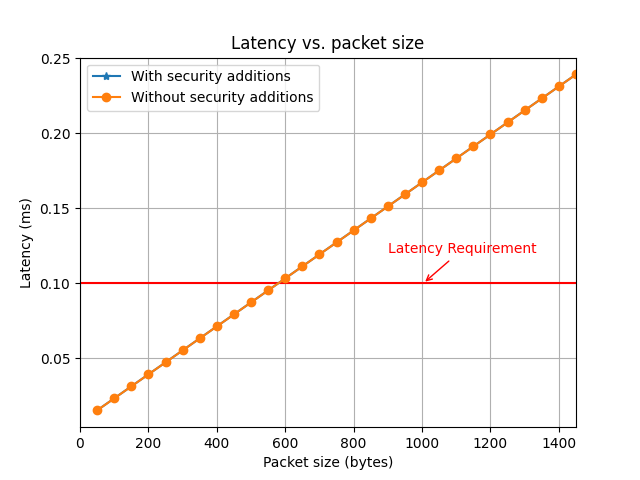 Latency vs. packet size
With security additions
Without security additions
Latency (ms)
0.25
0.20
0.15
0.10
0.05
Latency Requirement
0
200
400
600
800
1000
1200
1400
Packet size (bytes)